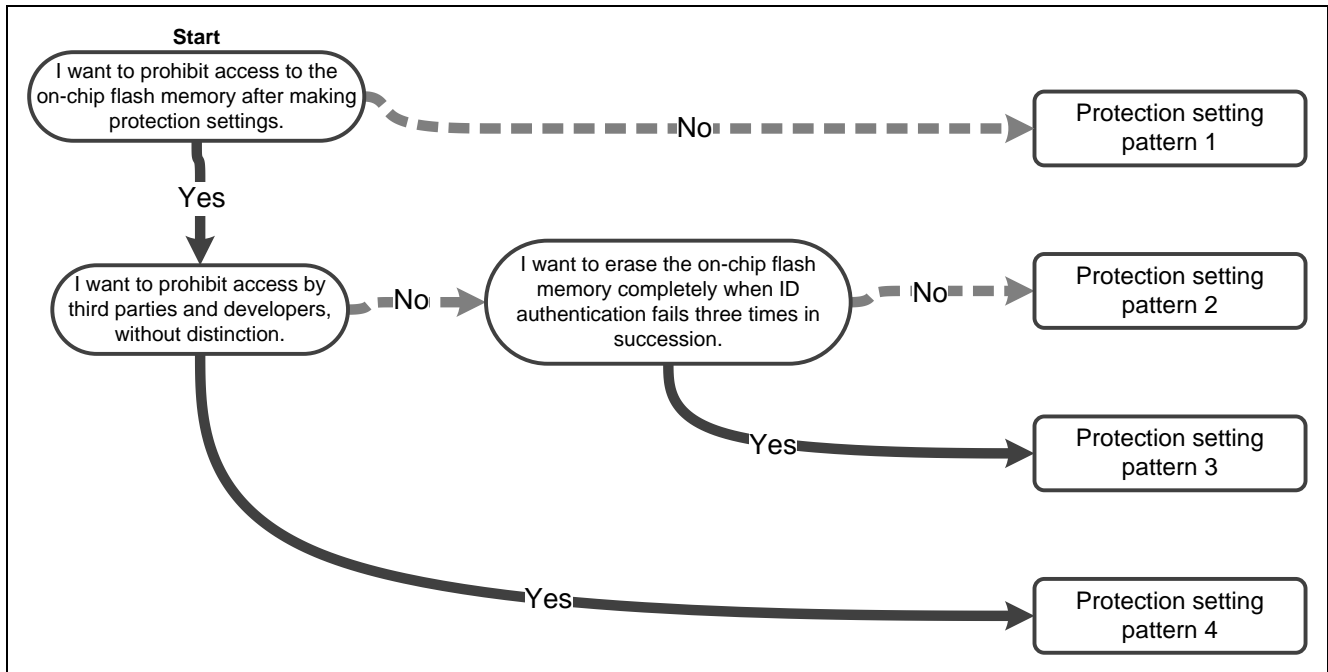 Start
I want to prohibit access to the
on-chip flash memory after making
protection settings.
No
Protection setting
pattern 1
Yes
I want to prohibit access by
third parties and developers,
without distinction.
No
I want to erase the on-chip flash
memory completely when ID
authentication fails three times in
succession.
No
Protection setting
pattern 2
Yes
Protection setting
pattern 3
Yes
Protection setting
pattern 4